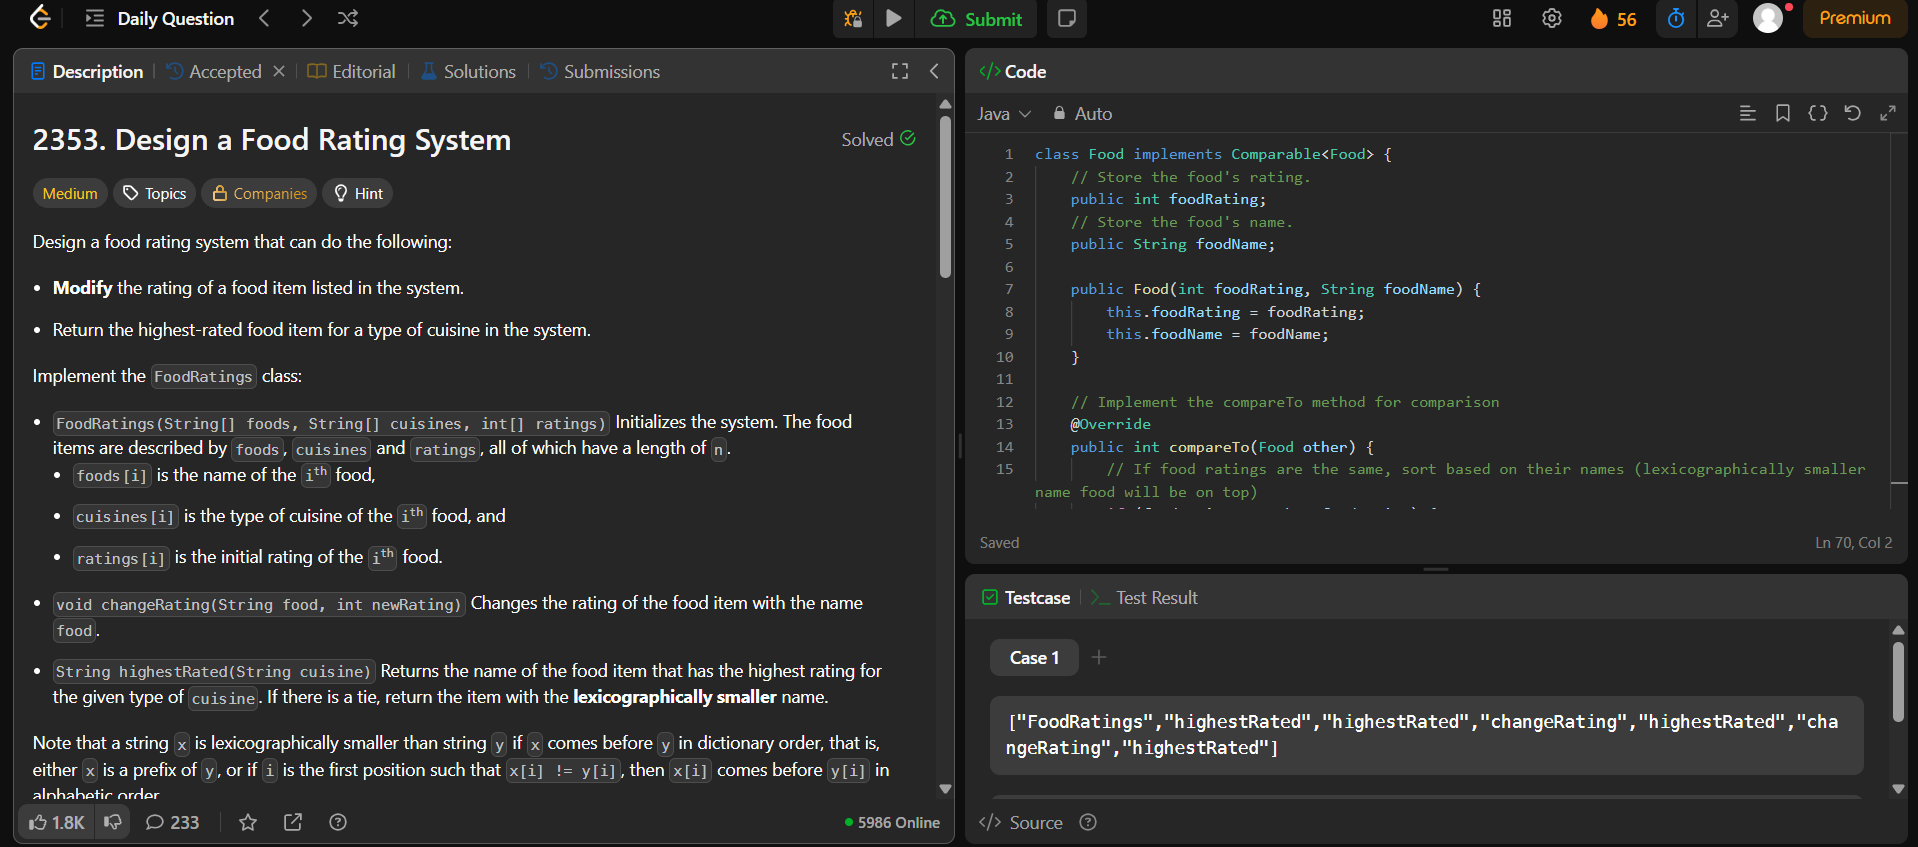 Daily Question
Submit
56
Premium
Description
Accepted
Editorial
Solutions
Submissions
2353. Design a Food Rating System
Solved
Medium
Topics
Companies
Hint
Design a food rating system that can do the following:
• Modify the rating of a food item listed in the system.
• Return the highest-rated food item for a type of cuisine in the system.
Implement the FoodRatings class:
• FoodRatings(String[] foods, String[] cuisines, int[] ratings) Initializes the system. The food
items are described by foods, cuisines and ratings, all of which have a length of n.
• foods[i] is the name of the ith food,
• cuisines[i] is the type of cuisine of the ith food, and
• ratings[i] is the initial rating of the ith food.
• void changeRating(String food, int newRating) Changes the rating of the food item with the name
food.
• String highestRated(String cuisine) Returns the name of the food item that has the highest rating for
the given type of cuisine. If there is a tie, return the item with the lexicographically smaller name.
Note that a string x is lexicographically smaller than string y if x comes before y in dictionary order, that is,
either x is a prefix of y, or if i is the first position such that x[i] != y[i], then x[i] comes before y[i] in
alphabetic order.
1.8K
233
5986 Online
</> Code
Java
Auto
1 class Food implements Comparable<Food> {
2 // Store the food's rating.
3 public int foodRating;
4 // Store the food's name.
5 public String foodName;
6
7 public Food(int foodRating, String foodName) {
8 this.foodRating = foodRating;
9 this.foodName = foodName;
10 }
11
12 // Implement the compareTo method for comparison
13 @Override
14 public int compareTo(Food other) {
15 // If food ratings are the same, sort based on their names (lexicographically smaller
name food will be on top)
Saved
Ln 70, Col 2
Testcase
Test Result
Case 1
["FoodRatings","highestRated","highestRated","changeRating","highestRated","cha
ngeRating","highestRated"]
</> Source